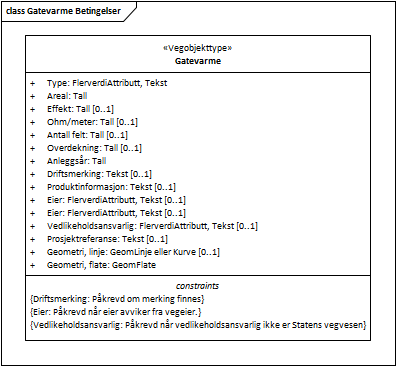 class Gatevarme Betingelser
«Vegobjekttype»
Gatevarme
+ Type: FlerverdiAttributt, Tekst
+ Areal: Tall
+ Effekt: Tall [0..1]
+ Ohm/meter: Tall [0..1]
+ Antall felt: Tall [0..1]
+ Overdekning: Tall [0..1]
+ Anleggsår: Tall
+ Driftsmerking: Tekst [0..1]
+ Produktinformasjon: Tekst [0..1]
+ Eier: FlerverdiAttributt, Tekst [0..1]
+ Eier: FlerverdiAttributt, Tekst [0..1]
+ Vedlikeholdsansvarlig: FlerverdiAttributt, Tekst [0..1]
+ Prosjektreferanse: Tekst [0..1]
+ Geometri, linje: GeomLinje eller Kurve [0..1]
+ Geometri, flate: GeomFlate
constraints
{Driftsmerking: Påkrevd om merking finnes}
{Eier: Påkrevd når eier avviker fra vegeier.}
{Vedlikeholdsansvarlig: Påkrevd når vedlikeholdsansvarlig ikke er Statens vegvesen}